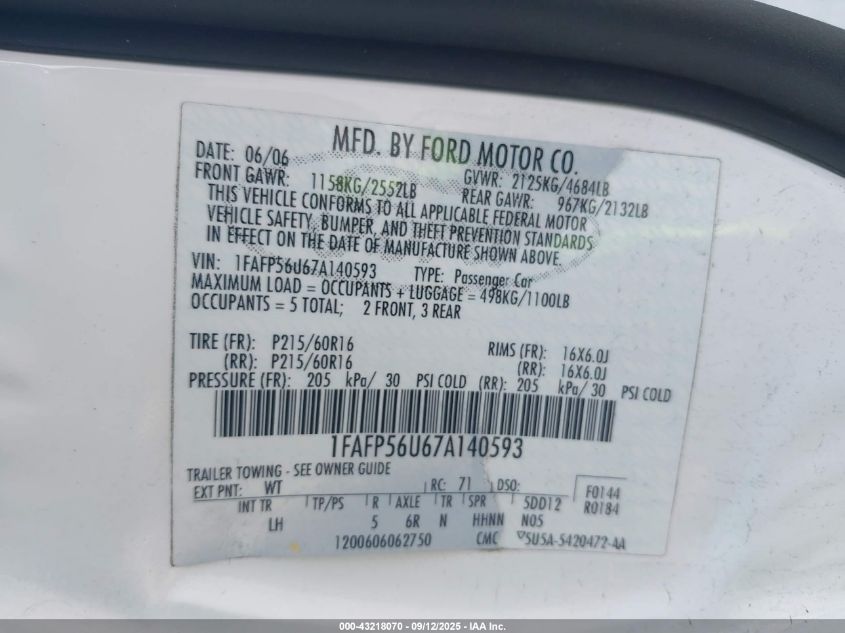 MFD. BY FORD MOTOR CO.
DATE: 06/06 GVWR: 2125KG/4684LB
FRONT GAWR: 1158KG/2552LB REAR GAWR: 967KG/2132LB
THIS VEHICLE CONFORMS TO ALL APPLICABLE FEDERAL MOTOR
VEHICLE SAFETY, BUMPER, AND THEFT PREVENTION STANDARDS
IN EFFECT ON THE DATE OF MANUFACTURE SHOWN ABOVE.
VIN: 1FAFP56U67A140593 TYPE: Passenger Car
MAXIMUM LOAD = OCCUPANTS + LUGGAGE = 498KG/1100LB
OCCUPANTS = 5 TOTAL; 2 FRONT, 3 REAR
TIRE (FR): P215/60R16 RIMS (FR): 16X6.0J
(RR): P215/60R16 (RR): 16X6.0J
PRESSURE (FR): 205 kPa/ 30 PSI COLD (RR): 205 kPa/ 30 PSI COLD
1FAFP56U67A140593
TRAILER TOWING - SEE OWNER GUIDE
EXT PNT: WT RC: 71 DSO: F0144
INT TR TP/PS R AXLE TR SPR 5DD12 R0184
LH 5 6R N HHNN N05
1200606062750 CMC 5U5A-5420472-AA
000-43218070 - 09/12/2025 - IAA Inc.